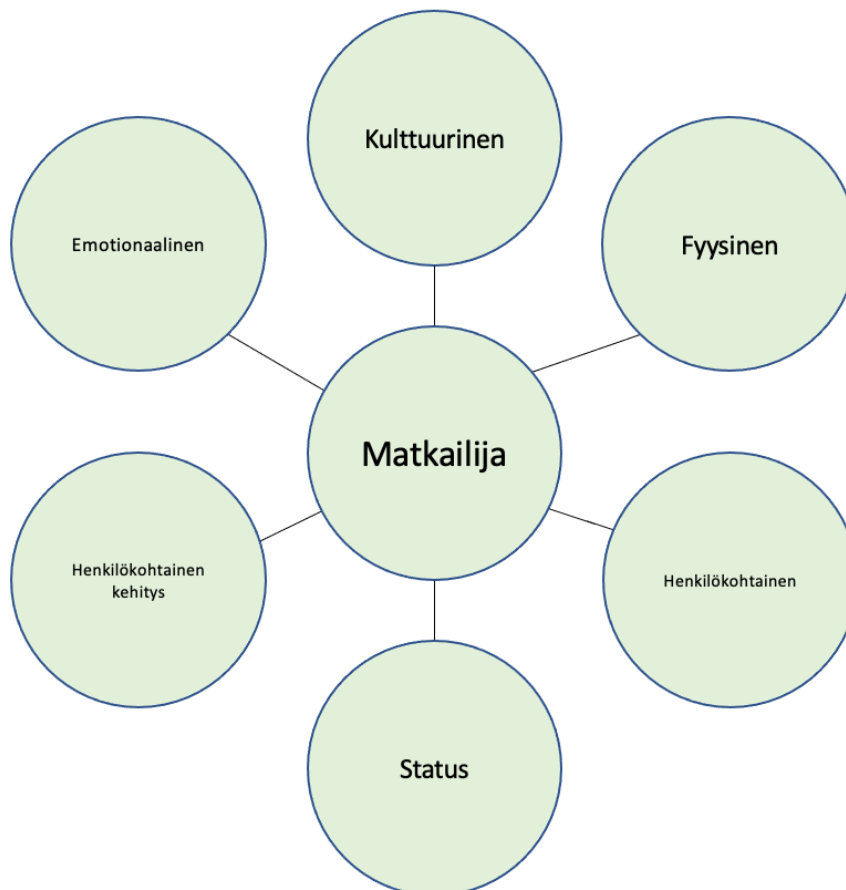 Kulttuurinen
Emotionaalinen
Fyysinen
Matkailija
Henkilökohtainen
kehitys
Henkilökohtainen
Status